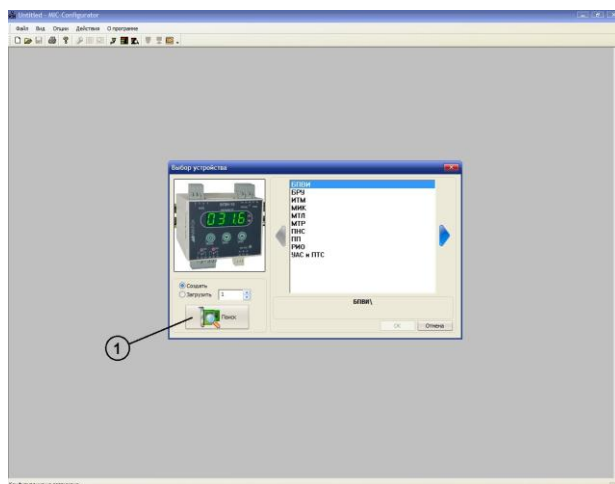 Untitled - MIC-Configurator
Файл Вид Опции Действия О программе
Выбор устройства
0316
БПВИ
БРУ
ИТМ
МИК
МТЛ
МТР
ПНС
ПП
РИО
УАС и ПТС
Создать
Загрузить 1
БПВИ\
Поиск
OK Отмена
1